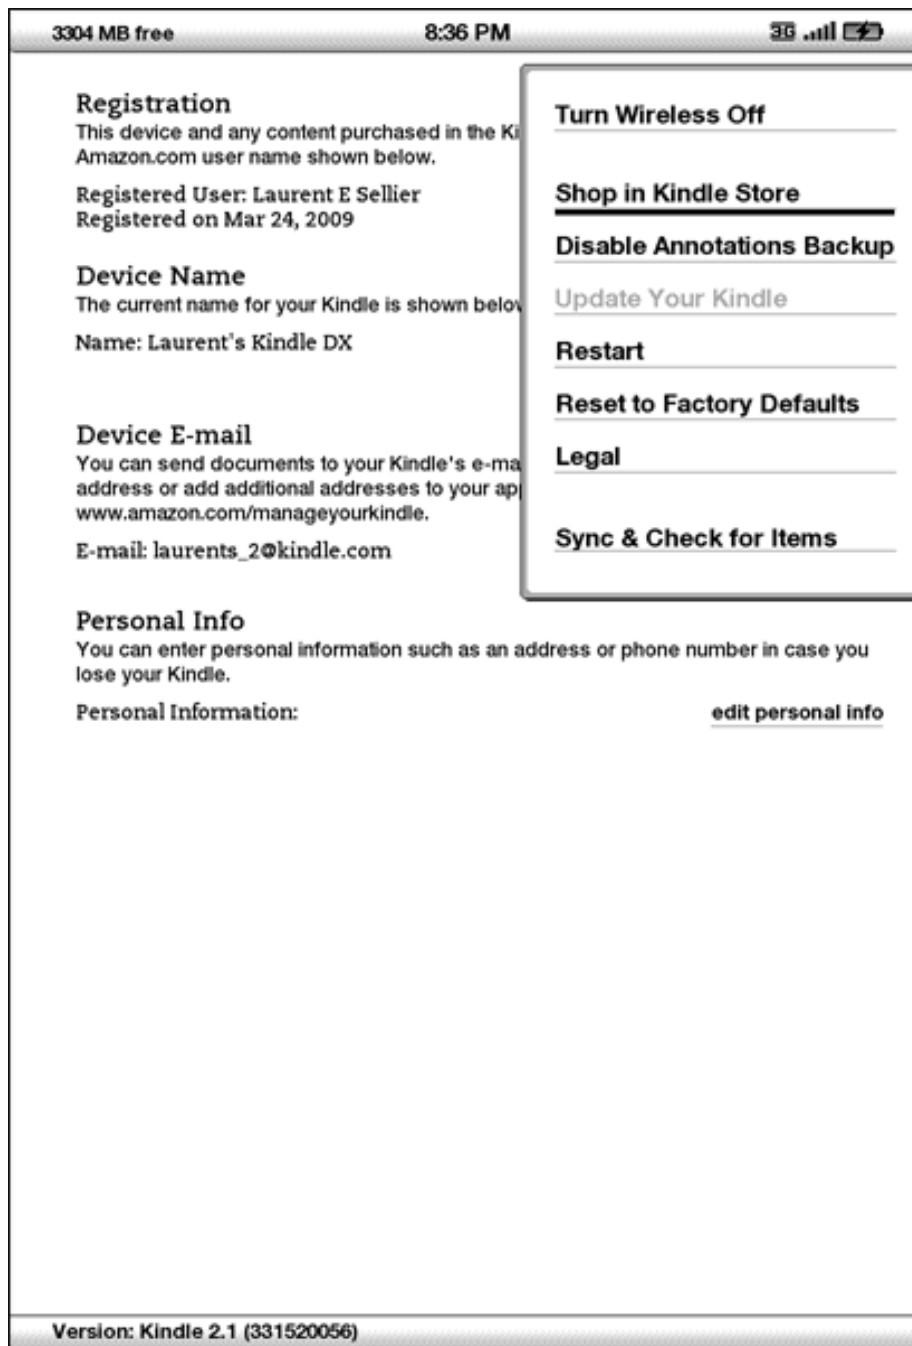 3304 MB free
8:36 PM
3G
Registration
This device and any content purchased in the Ki
Amazon.com user name shown below.
Registered User: Laurent E Sellier
Registered on Mar 24, 2009
Device Name
The current name for your Kindle is shown below
Name: Laurent's Kindle DX
Device E-mail
You can send documents to your Kindle's e-ma
address or add additional addresses to your app
www.amazon.com/manageyourkindle.
E-mail: laurents_2@kindle.com
Personal Info
You can enter personal information such as an address or phone number in case you
lose your Kindle.
Personal Information:
edit personal info
Turn Wireless Off
Shop in Kindle Store
Disable Annotations Backup
Update Your Kindle
Restart
Reset to Factory Defaults
Legal
Sync & Check for Items
Version: Kindle 2.1 (331520056)